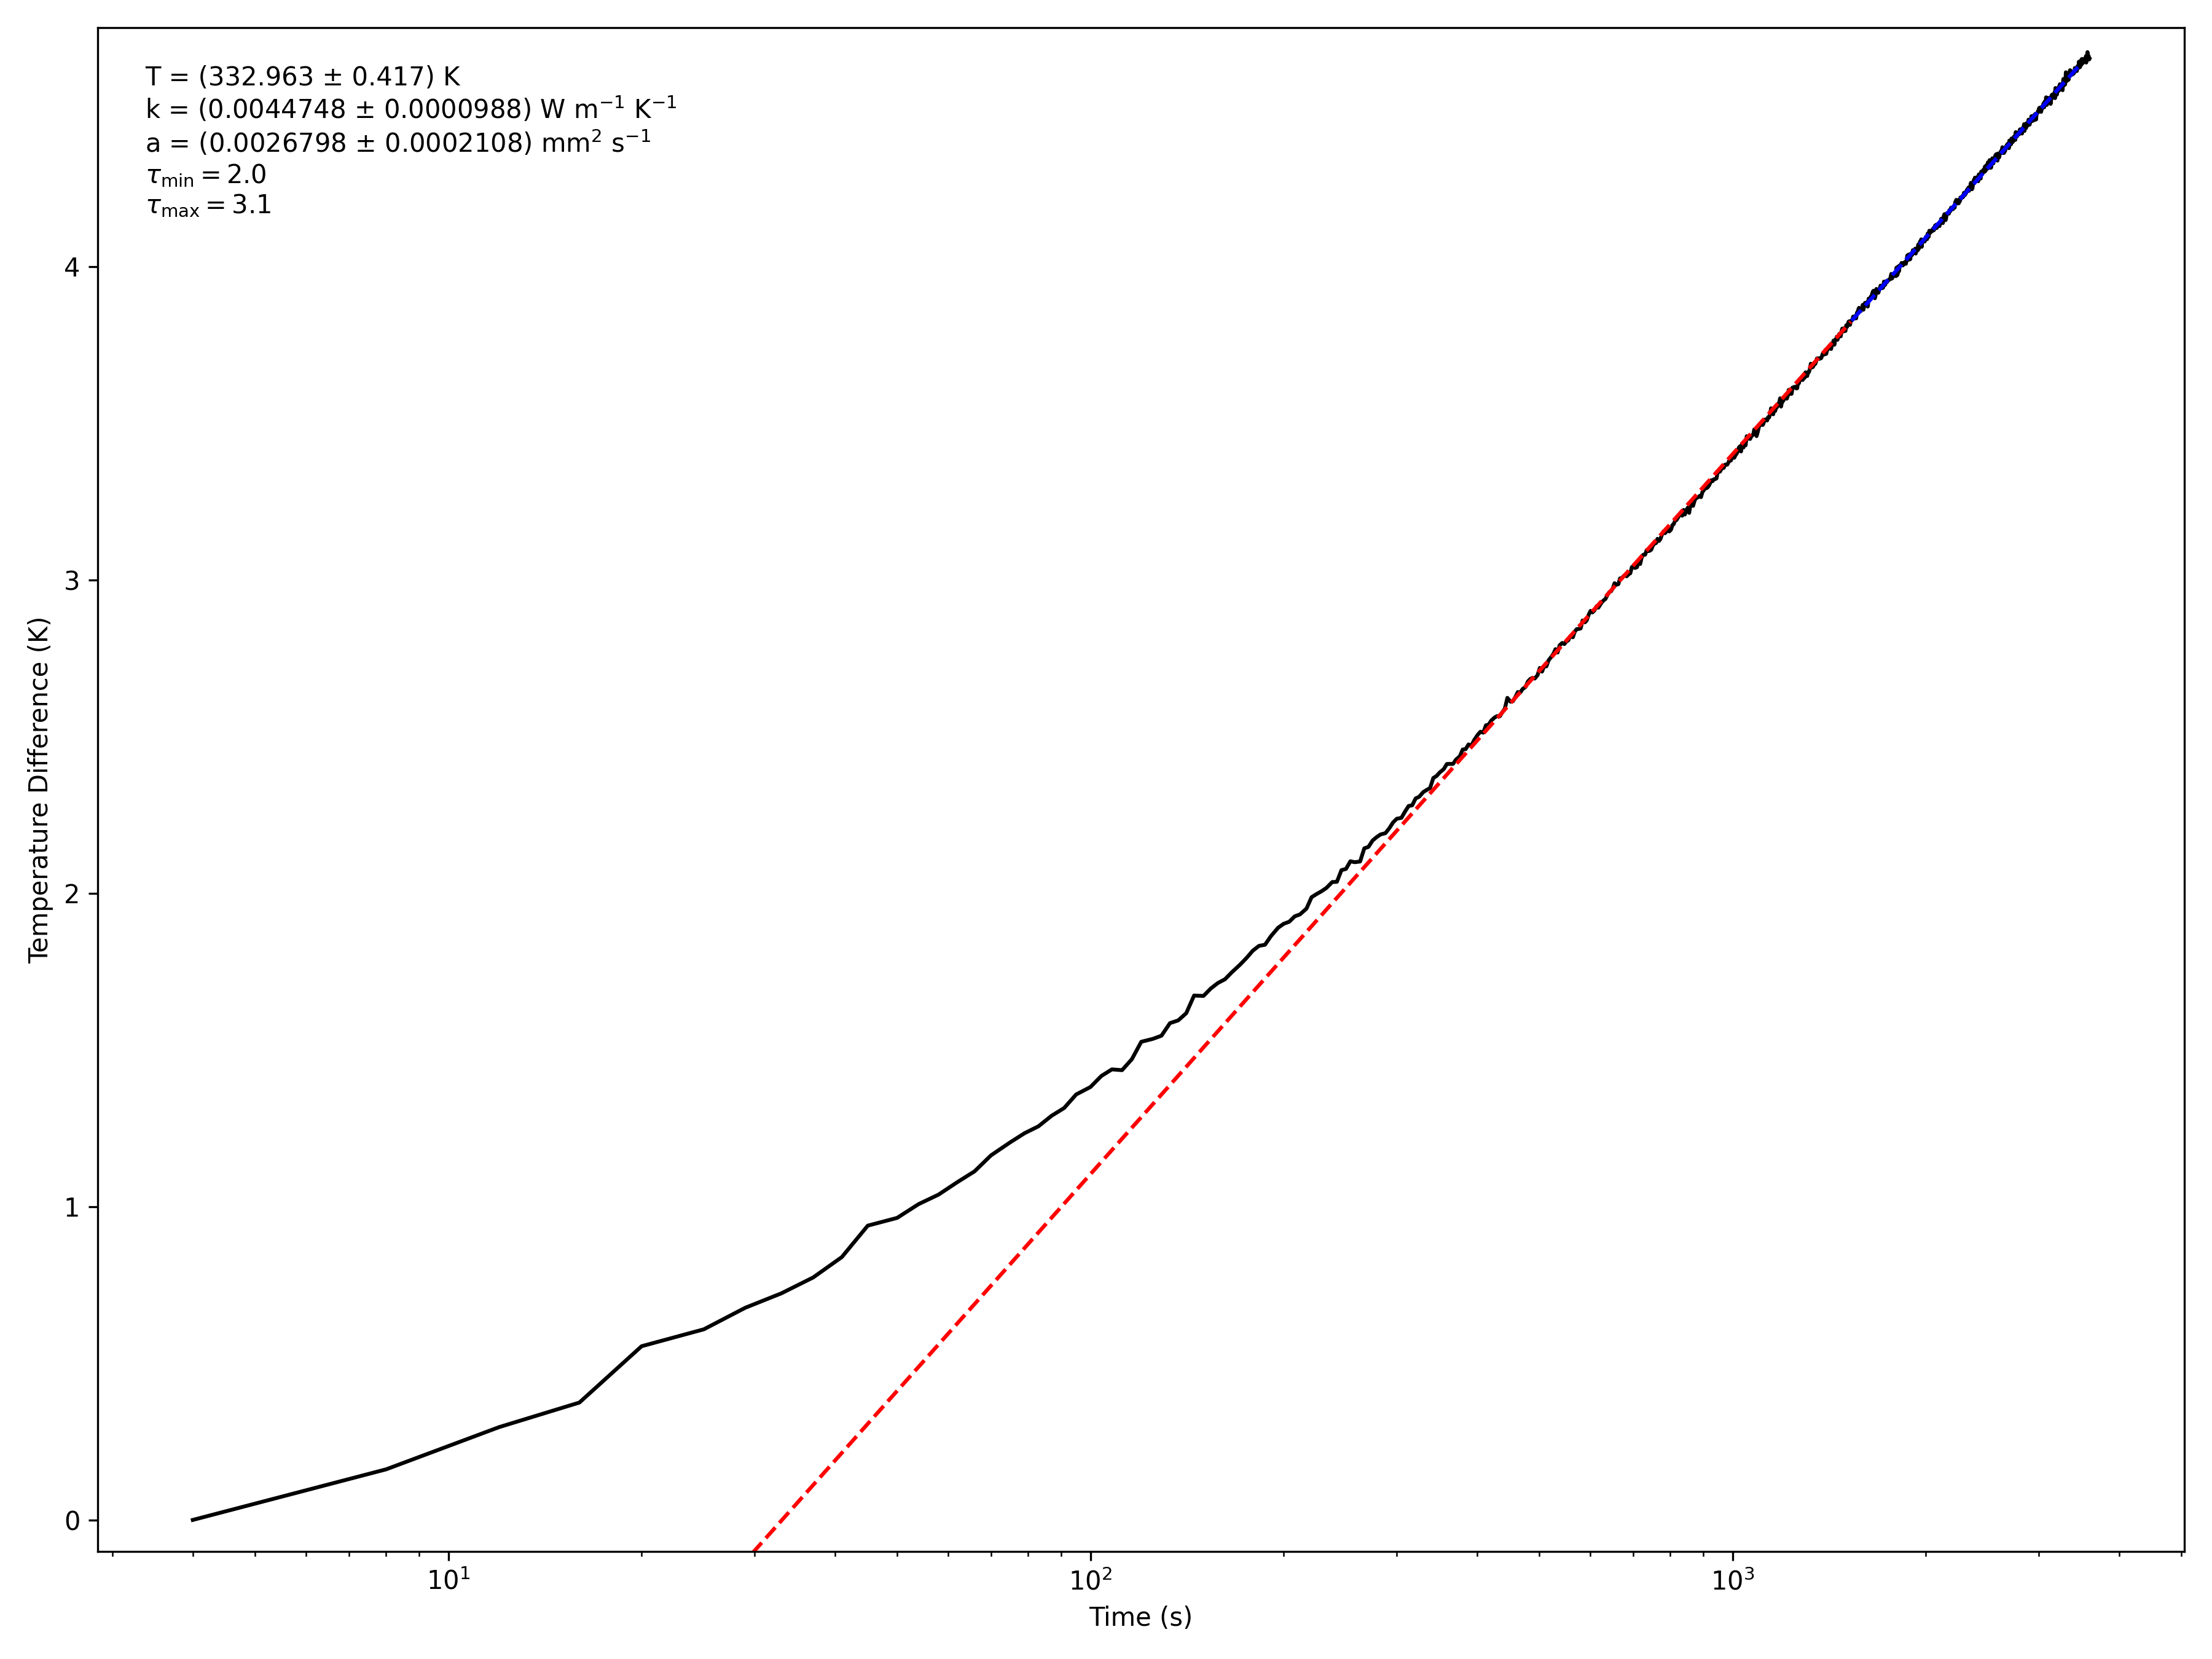 T = (332.963 ± 0.417) K
k = (0.0044748 ± 0.0000988) W m⁻¹ K⁻¹
a = (0.0026798 ± 0.0002108) mm² s⁻¹
τmin = 2.0
τmax = 3.1
4
3
2
1
0
Temperature Difference (K)
10¹ 10² 10³
Time (s)